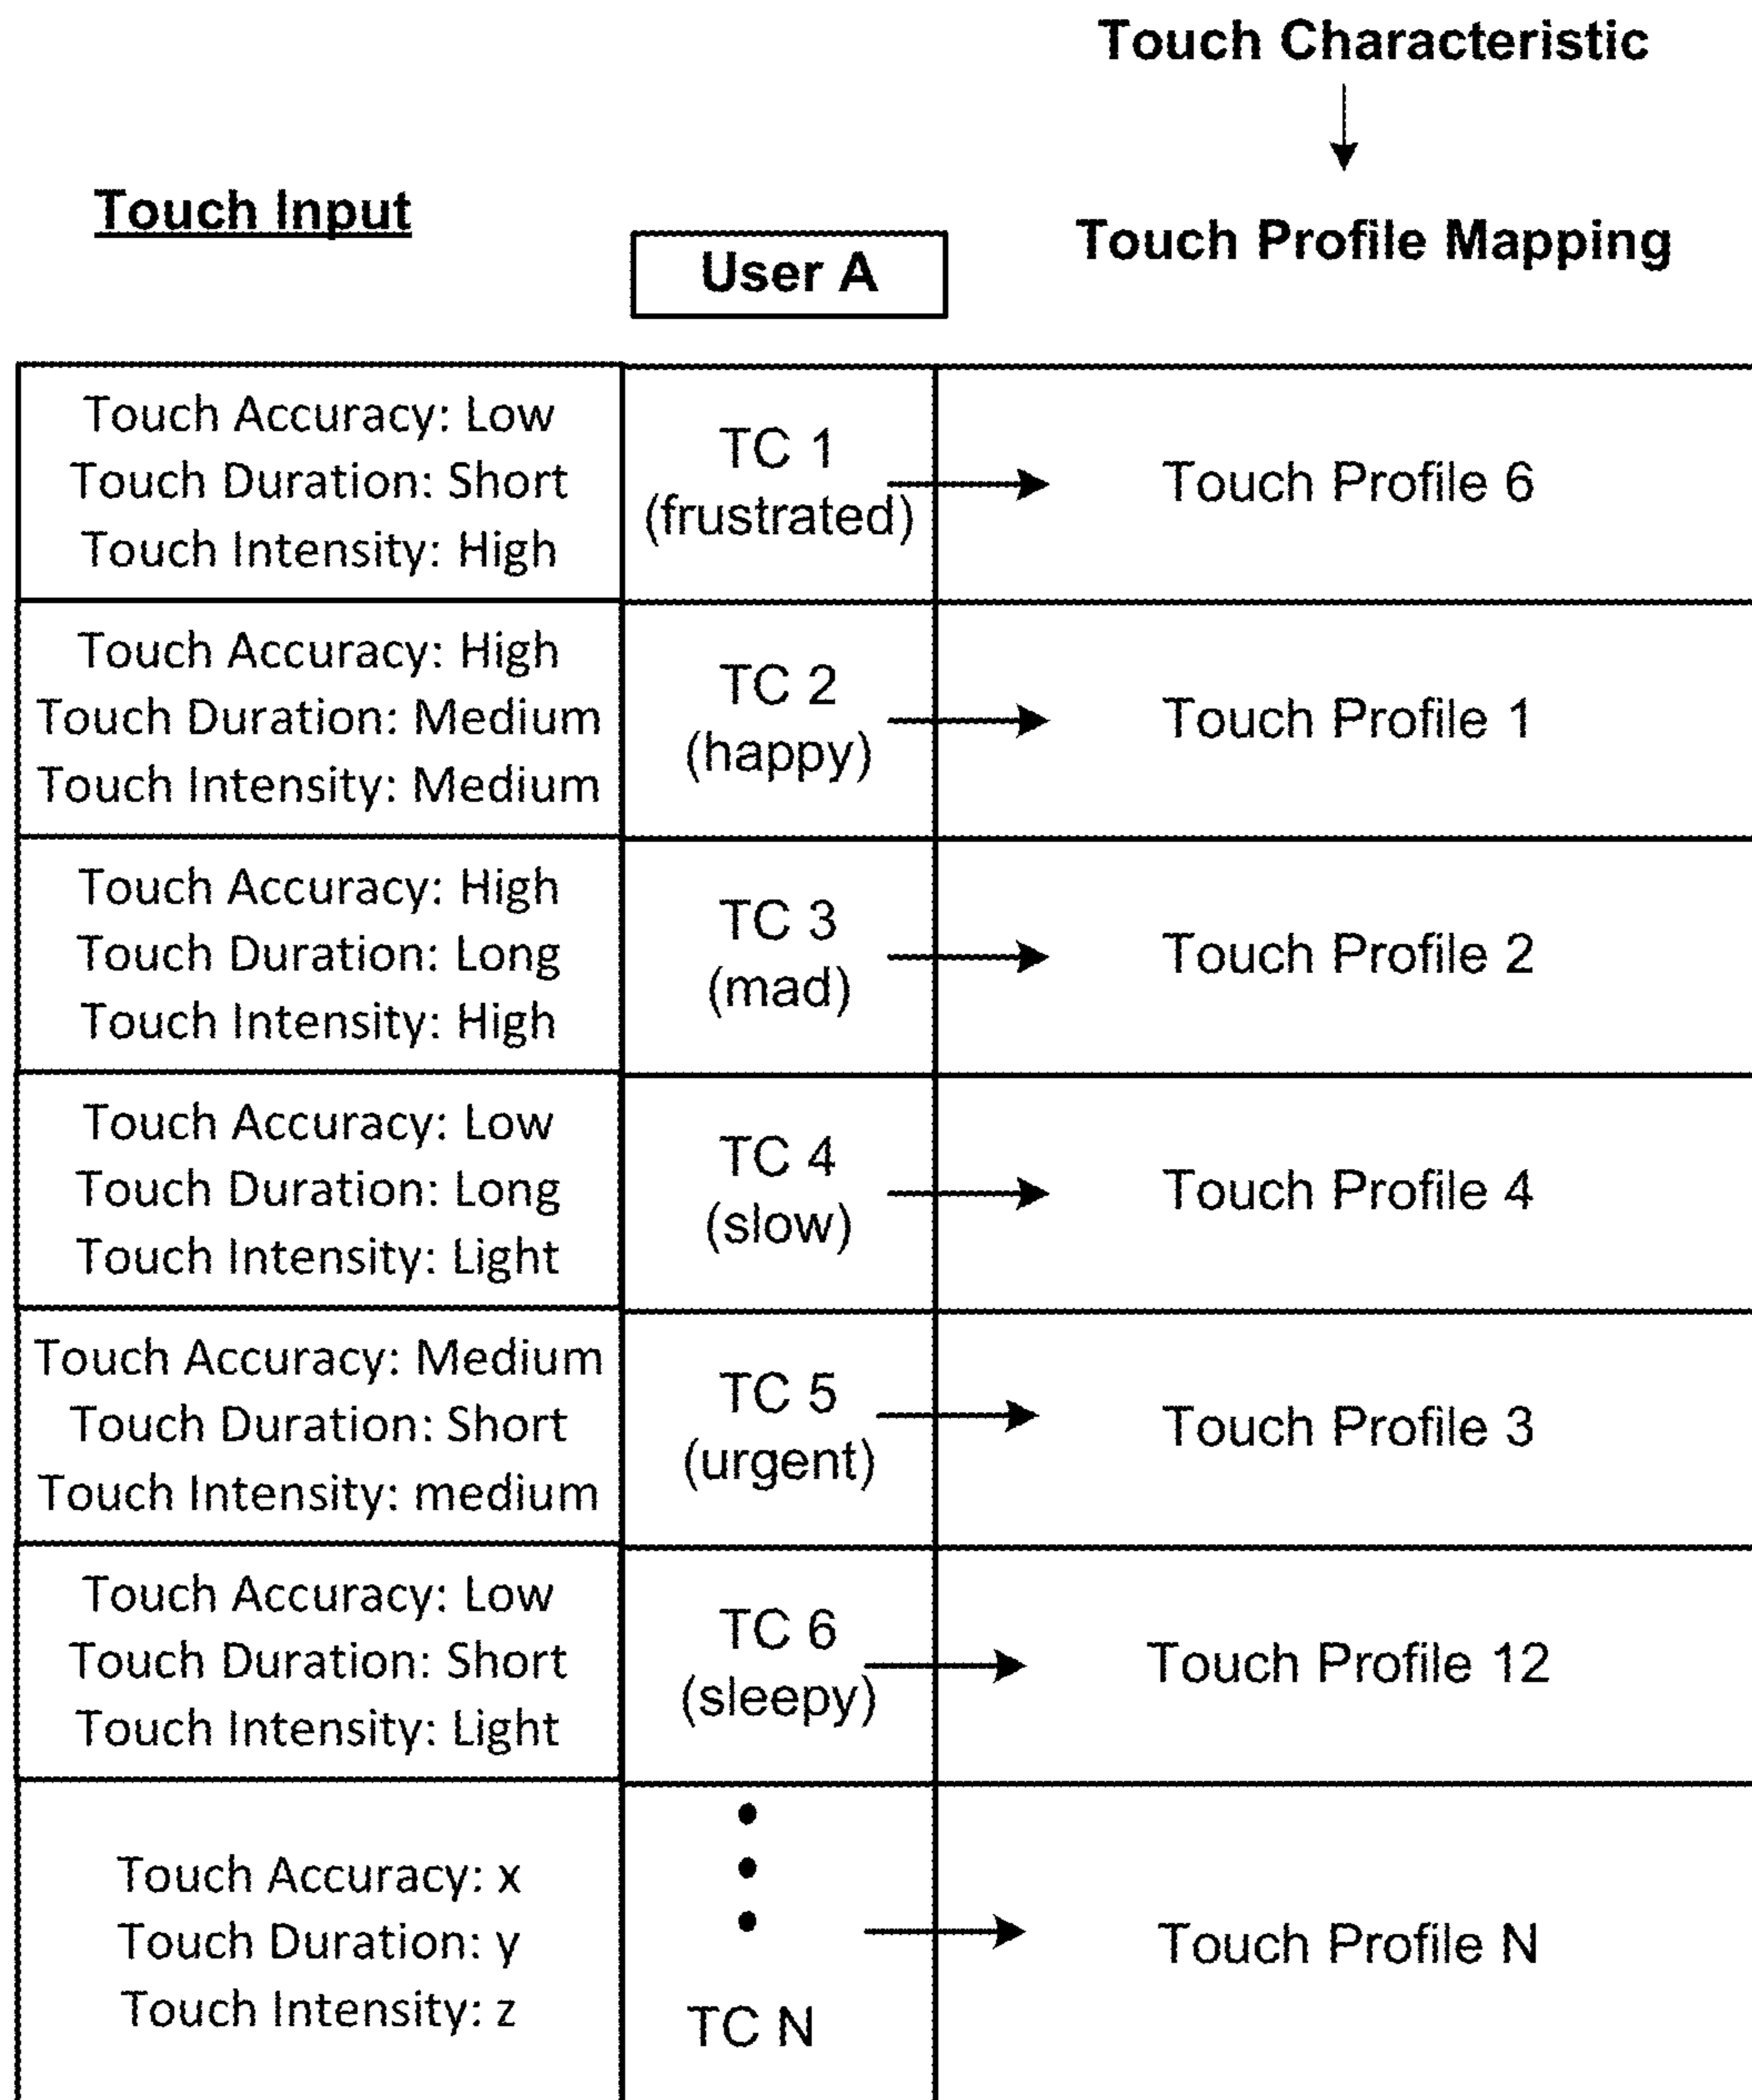 Touch Characteristic
Touch Input
User A
Touch Profile Mapping
Touch Accuracy: Low
Touch Duration: Short
Touch Intensity: High
TC 1
(frustrated)
Touch Profile 6
Touch Accuracy: High
Touch Duration: Medium
Touch Intensity: Medium
TC 2
(happy)
Touch Profile 1
Touch Accuracy: High
Touch Duration: Long
Touch Intensity: High
TC 3
(mad)
Touch Profile 2
Touch Accuracy: Low
Touch Duration: Long
Touch Intensity: Light
TC 4
(slow)
Touch Profile 4
Touch Accuracy: Medium
Touch Duration: Short
Touch Intensity: medium
TC 5
(urgent)
Touch Profile 3
Touch Accuracy: Low
Touch Duration: Short
Touch Intensity: Light
TC 6
(sleepy)
Touch Profile 12
Touch Accuracy: x
Touch Duration: y
Touch Intensity: z
TC N
Touch Profile N